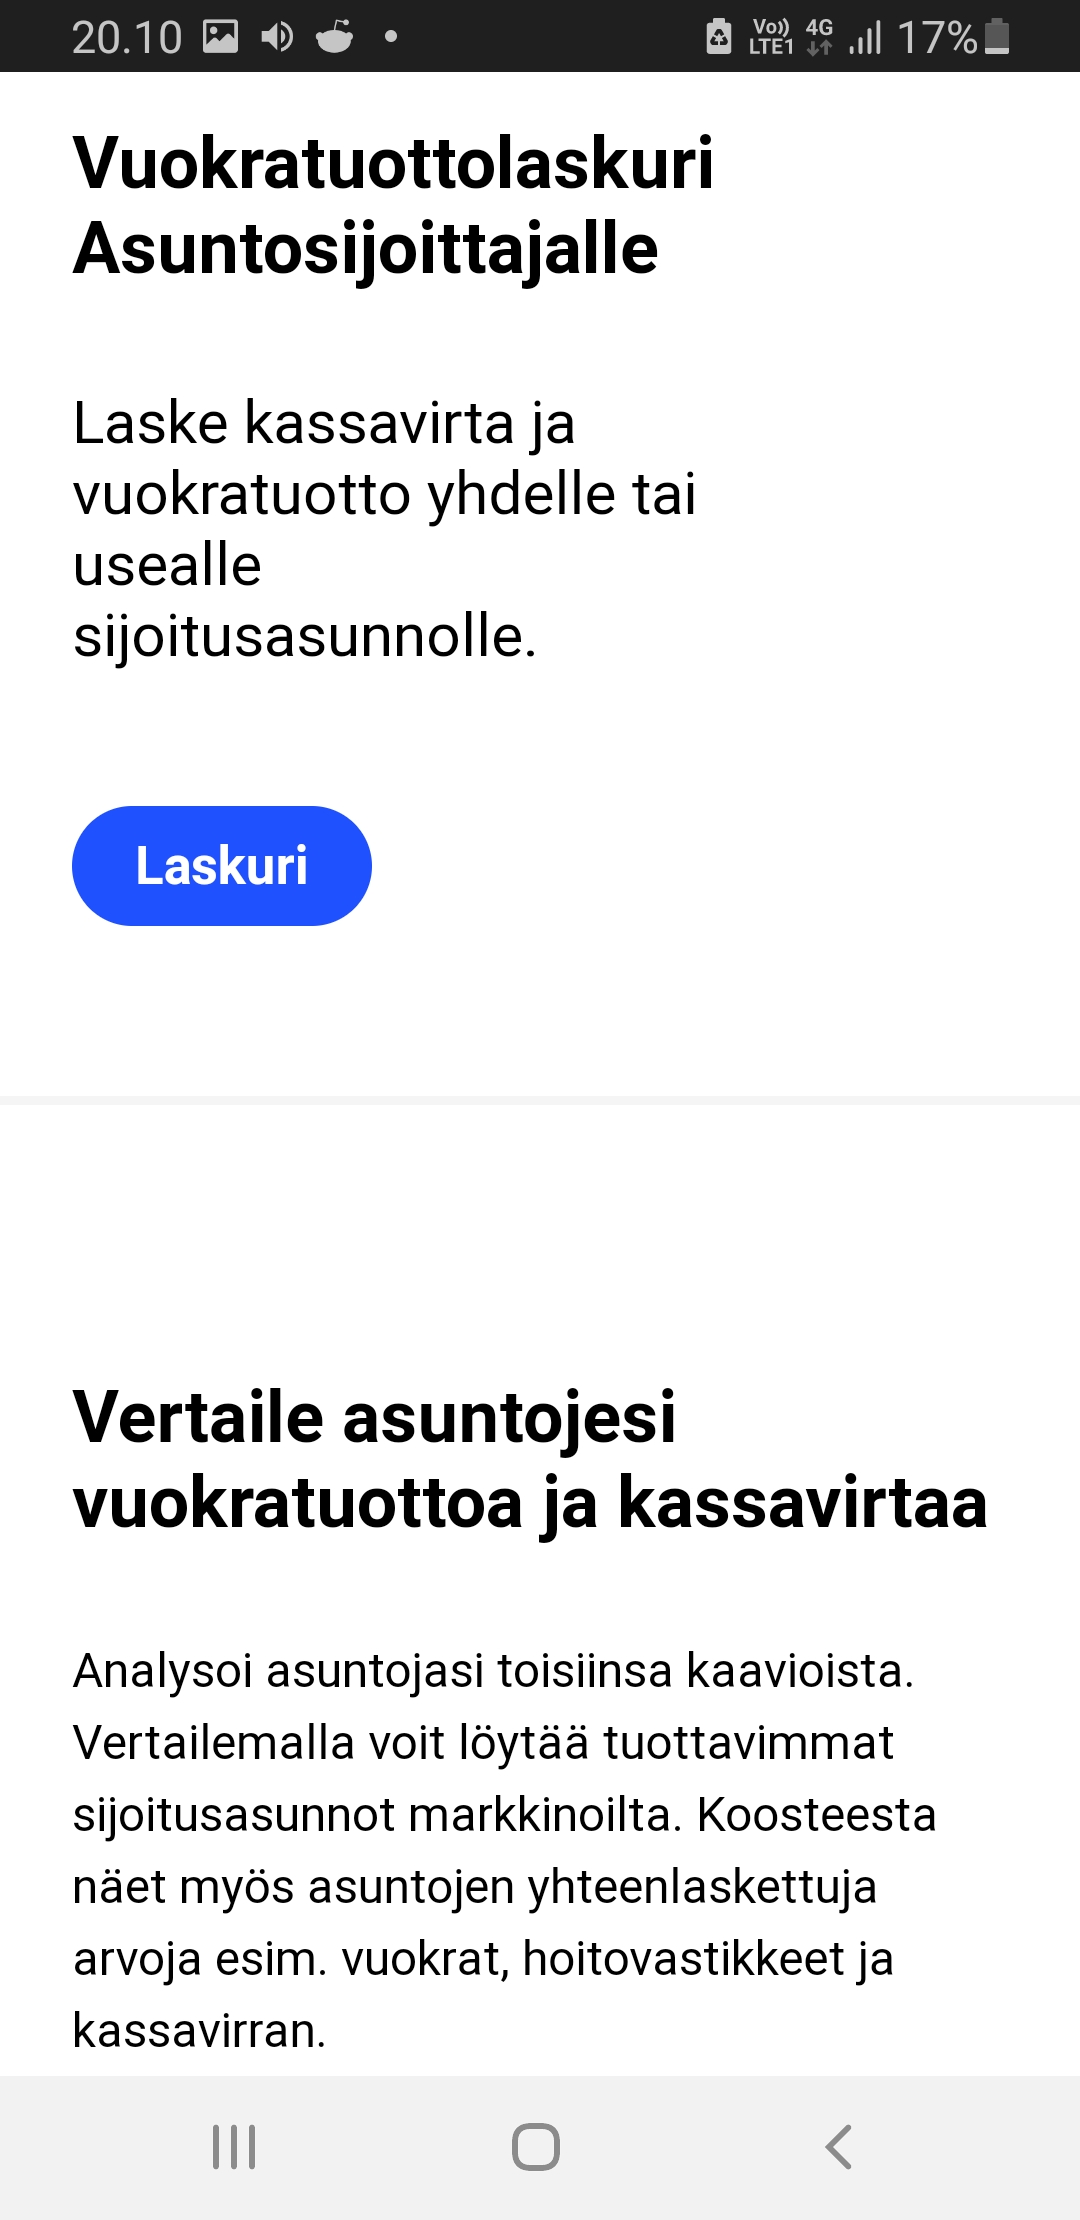 20.10
Vo)) LTE1 4G 17%
Vuokratuottolaskuri
Asuntosijoittajalle
Laske kassavirta ja
vuokratuotto yhdelle tai
usealle
sijoitusasunnolle.
Laskuri
Vertaile asuntojesi
vuokratuottoa ja kassavirtaa
Analysoi asuntojasi toisiinsa kaavioista.
Vertailemalla voit löytää tuottavimmat
sijoitusasunnot markkinoilta. Koosteesta
näet myös asuntojen yhteenlaskettuja
arvoja esim. vuokrat, hoitovastikkeet ja
kassavirran.